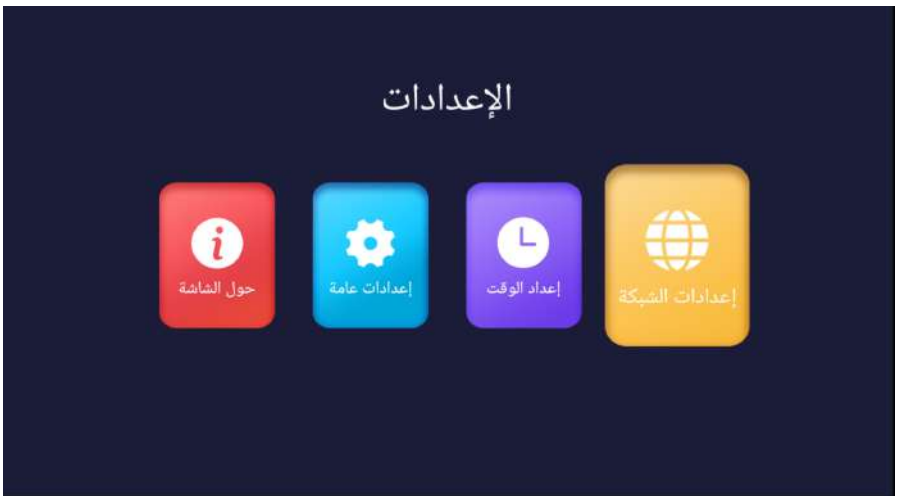 الإعدادات
إعدادات الشبكة
إعداد الوقت
إعدادات عامة
حول الشاشة